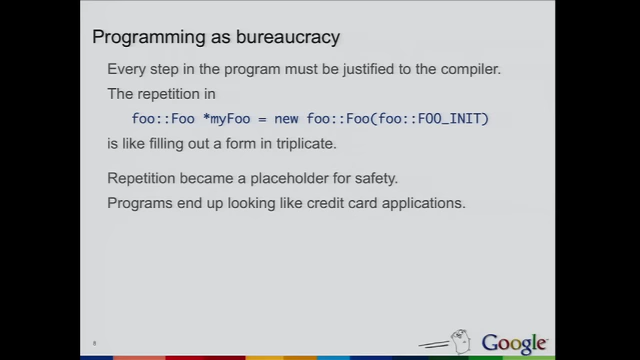 Programming as bureaucracy
Every step in the program must be justified to the compiler.
The repetition in
foo::Foo *myFoo = new foo::Foo(foo::FOO_INIT)
is like filling out a form in triplicate.
Repetition became a placeholder for safety.
Programs end up looking like credit card applications.
8
Google